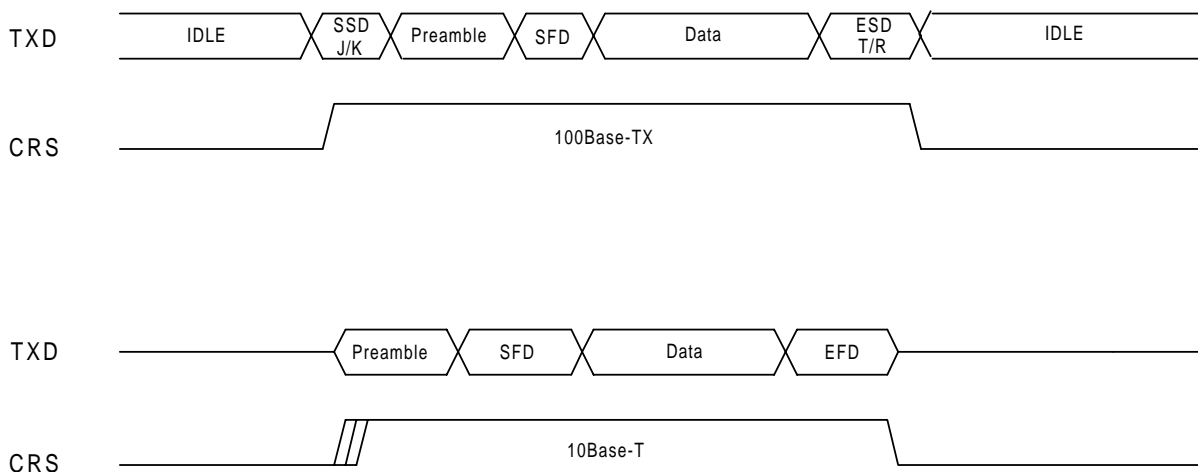 TXD IDLE SSD J/K Preamble SFD Data ESD T/R IDLE
CRS 100Base-TX
TXD Preamble SFD Data EFD
CRS 10Base-T